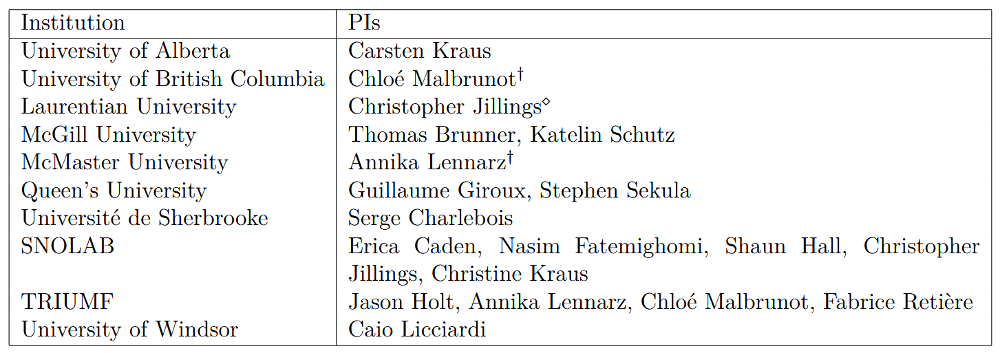 Institution PIs
University of Alberta Carsten Kraus
University of British Columbia Chloé Malbrunot†
Laurentian University Christopher Jillings⋄
McGill University Thomas Brunner, Katelin Schutz
McMaster University Annika Lennarz†
Queen's University Guillaume Giroux, Stephen Sekula
Université de Sherbrooke Serge Charlebois
SNOLAB Erica Caden, Nasim Fatemighomi, Shaun Hall, Christopher
Jillings, Christine Kraus
TRIUMF Jason Holt, Annika Lennarz, Chloé Malbrunot, Fabrice Retière
University of Windsor Caio Licciardi